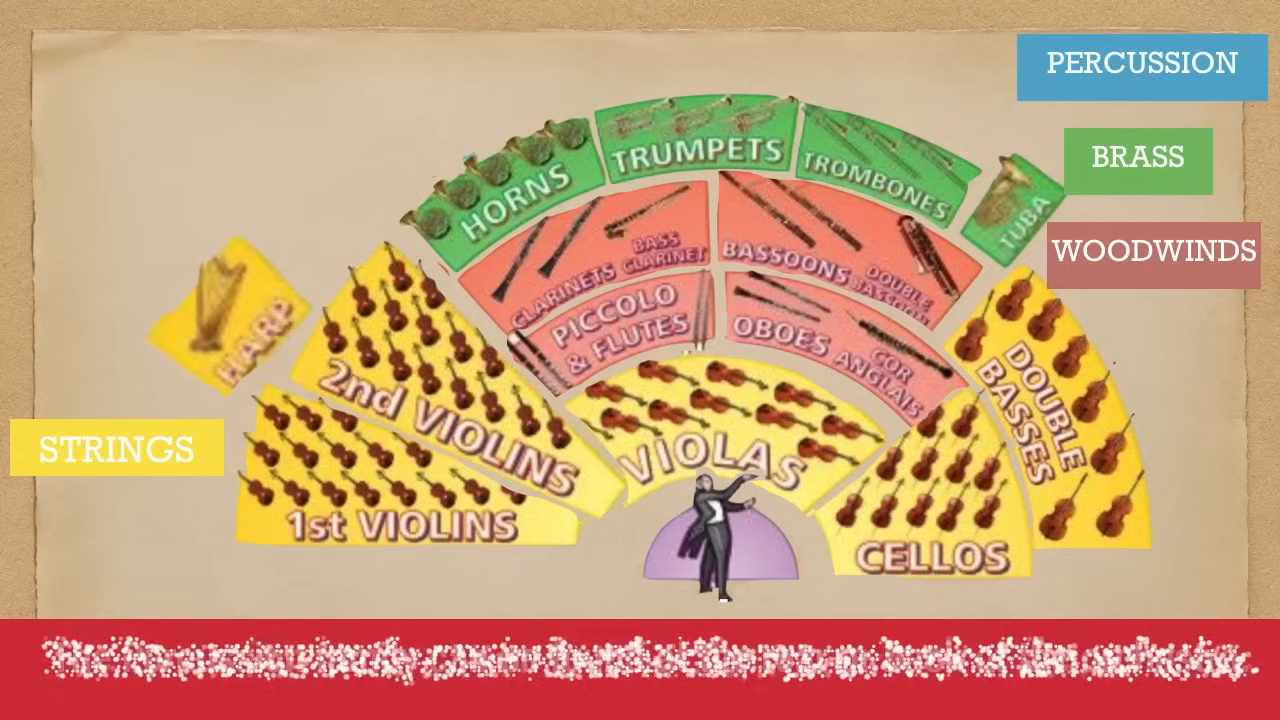 PERCUSSION
BRASS
WOODWINDS
STRINGS
HORNS
TRUMPETS
TROMBONES
TUBA
CLARINETS
BASS
CLARINET
BASSOONS
DOUBLE
BASSOON
PICCOLO
& FLUTES
OBOES
COR
ANGLAIS
HARP
2nd VIOLINS
1st VIOLINS
VIOLAS
CELLOS
DOUBLE
BASSES